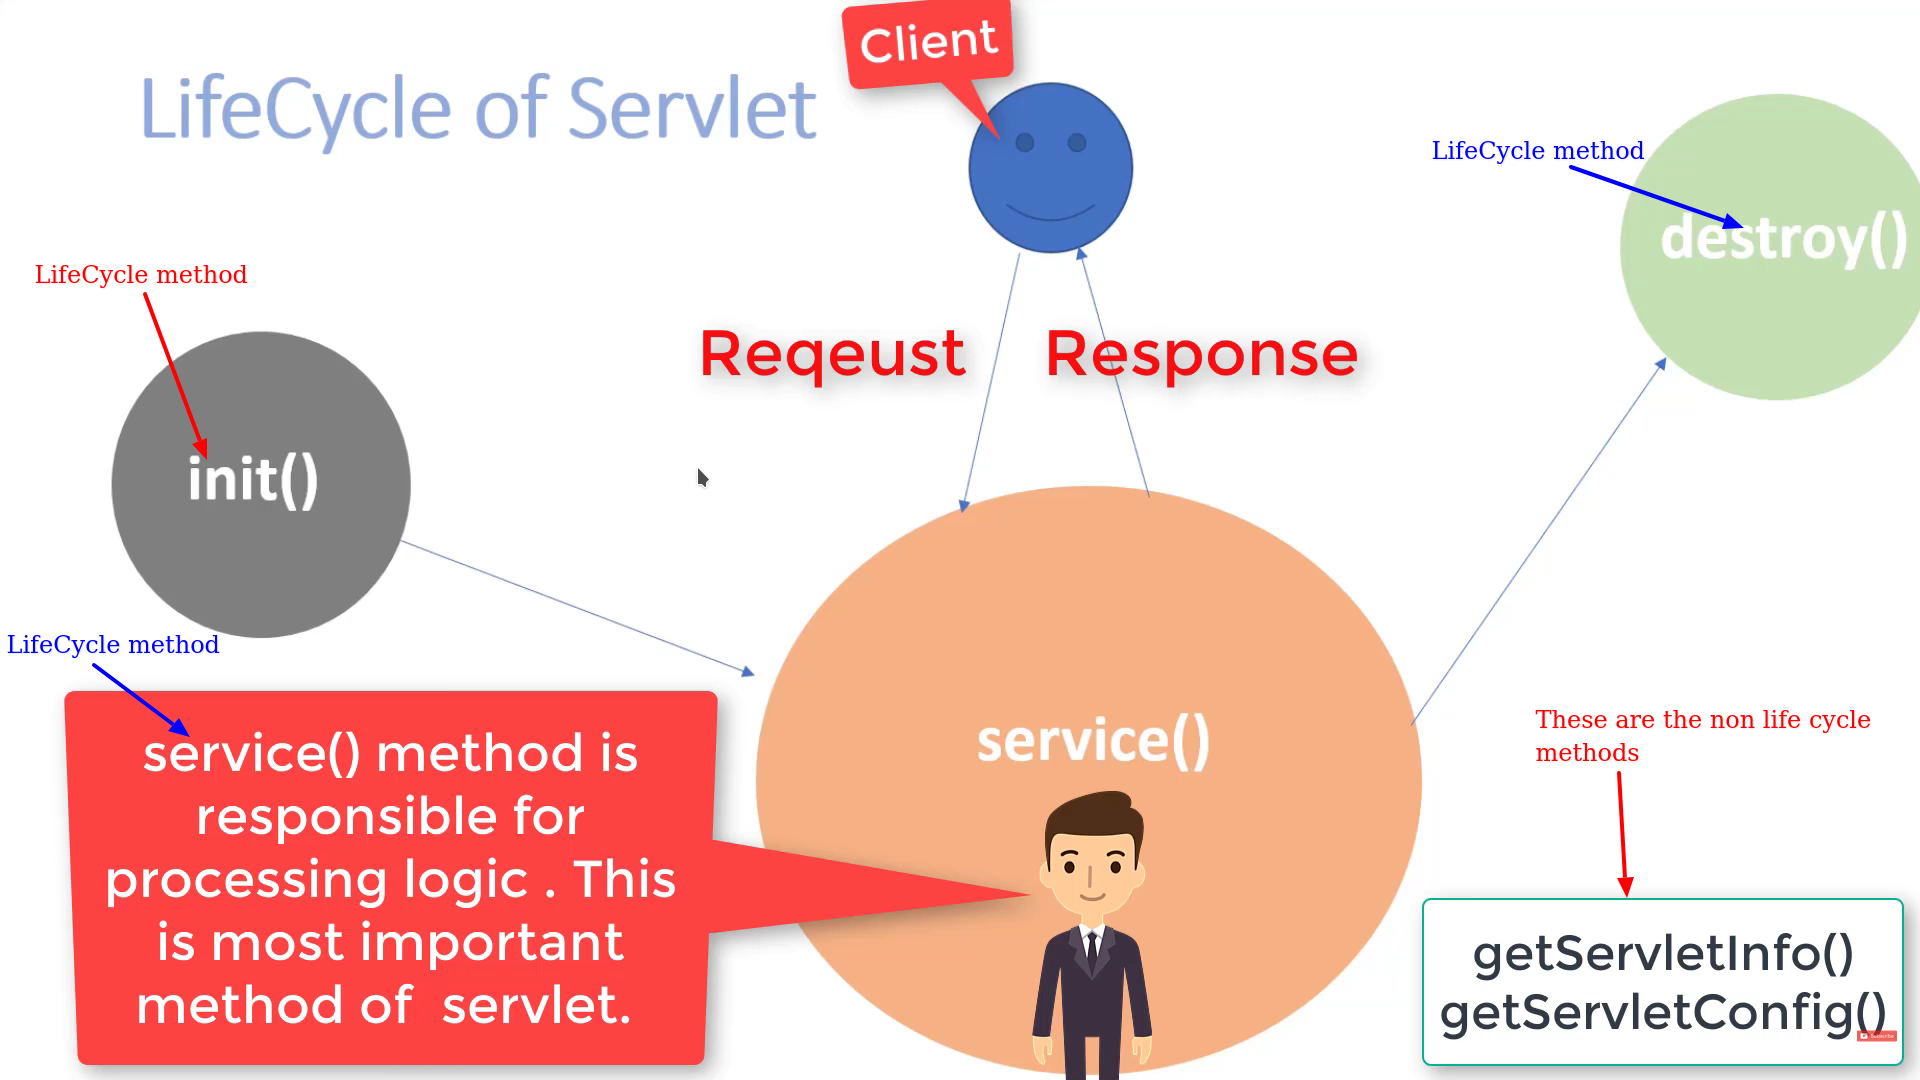 Client
LifeCycle of Servlet
LifeCycle method
destroy()
LifeCycle method
Reqeust
Response
init()
LifeCycle method
service() method is
responsible for
processing logic . This
is most important
method of servlet.
service()
These are the non life cycle
methods
getServletInfo()
getServletConfig()